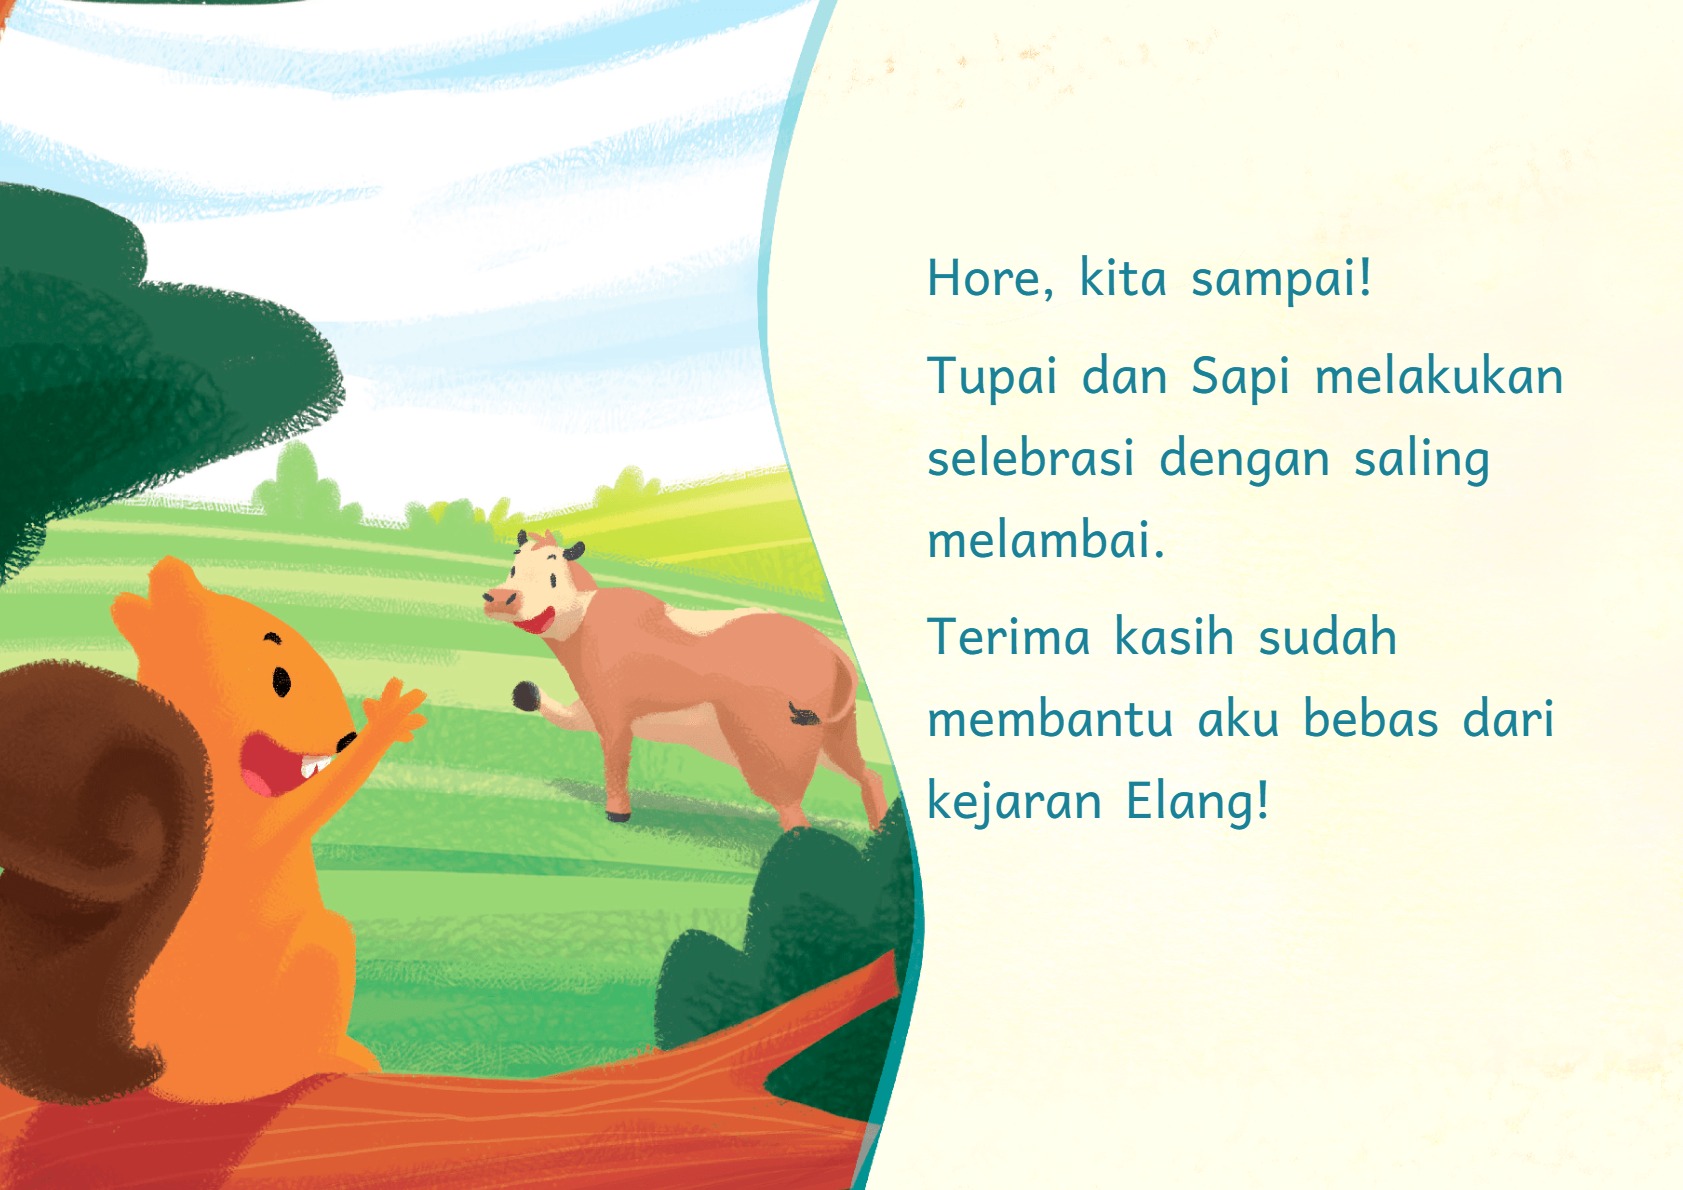 Hore, kita sampai!
Tupai dan Sapi melakukan
selebrasi dengan saling
melambai.
Terima kasih sudah
membantu aku bebas dari
kejaran Elang!